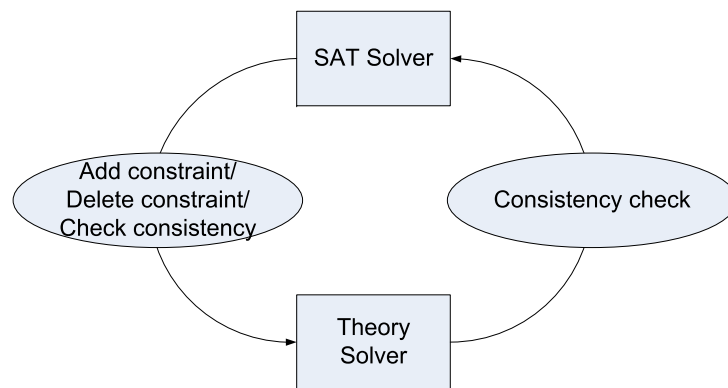 SAT Solver
Add constraint/
Delete constraint/
Check consistency
Consistency check
Theory
Solver